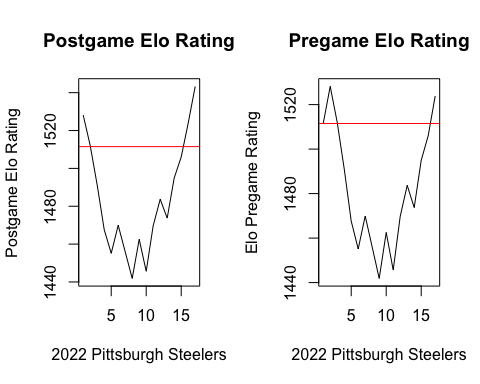 Postgame Elo Rating
Postgame Elo Rating
1440 1480 1520
5 10 15
2022 Pittsburgh Steelers
Pregame Elo Rating
Elo Pregame Rating
1440 1480 1520
5 10 15
2022 Pittsburgh Steelers